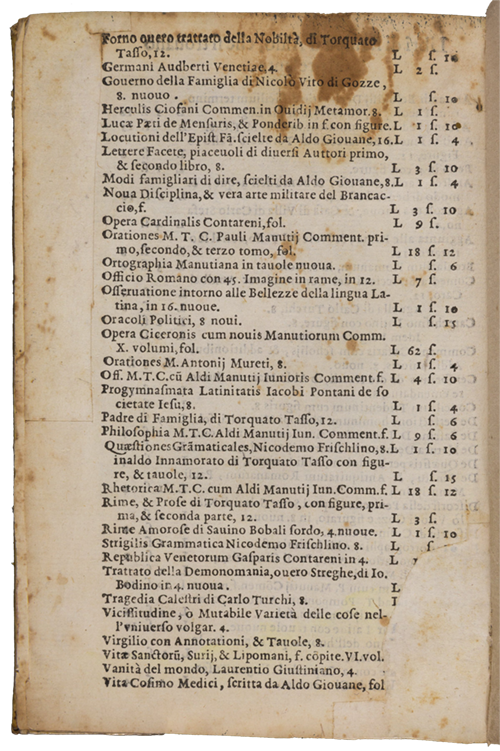 Forno ouero trattato della Nobiltà, di Torquato
Tasso, 12. L ſ. 10
Germani Audberti Venetiæ. 4. L 2 ſ.
Gouerno della Famiglia di Nicolò Vito di Gozze,
8. nuouo. L ſ. 10
Herculis Ciofani Commen. in Ouidij Metamor. 8. L 1 ſ.
Lucæ Pæti de Mensuris, & Ponderib in f. con figure. L 1 ſ. 10
Locutioni dell'Epist. Fã. scielte da Aldo Giouane, 16. L 1 ſ. 4
Lettere Facete, piaceuoli di diuersi Auttori primo,
& secondo libro, 8. L 3 ſ. 10
Modi famigliari di dire, scielti da Aldo Giouane, 8. L 1 ſ. 4
Noua Disciplina, & vera arte militare del Brancac-
cio, f. L 3 ſ. 10
Opera Cardinalis Contareni, fol. L 9 ſ.
Orationes M. T. C. Pauli Manutij Comment. pri-
mo, secondo, & terzo tomo, fol. L 18 ſ. 12
Ortographia Manutiana in tauole nuoua. L ſ. 6
Officio Romano con 45. Imagine in rame, in 12. L 7 ſ.
Osseruatione intorno alle Bellezze della lingua La-
tina, in 16. nuoue. L 1 ſ. 10
Oracoli Politici, 8 noui. L ſ. 15
Opera Ciceronis cum nouis Manutiorum Comm.
X. volumi, fol. L 62 ſ.
Orationes M. Antonij Mureti, 8. L 1 ſ. 4
Off. M.T.C. cũ Aldi Manutij Iunioris Comment. f. L 4 ſ. 10
Progymnasmata Latinitatis Iacobi Pontani de so
cietate Iesu, 8. L 1 ſ. 4
Padre di Famiglia, di Torquato Tasso, 12. L ſ. 6
Philosophia M.T.C. Aldi Manutij Iun. Comment. f. L 9 ſ. 6
Quæstiones Grãmaticales, Nicodemo Frischlino, 8. L 1 ſ. 10
inaldo Innamorato di Torquato Tasso con figu-
re, & tauole, 12. L ſ. 15
Rhetorica M.T.C. cum Aldi Manutij Iun. Comm. f. L 18 ſ. 12
Rime, & Prose di Torquato Tasso, con figure, pri-
ma, & seconda parte, 12. L 3 ſ.
Rime Amorose di Sauino Bobali sordo, 4. nuoue. L 1 ſ. 10
Strigilis Grammatica Nicodemo Frischlino. 8. L ſ.
Republica Venetorum Gasparis Contareni in 4. L
Trattato della Demonomania, ouero Streghe, di Io.
Bodino in 4. nuoua. L
Tragedia Calestri di Carlo Turchi, 8.
Vicissitudine, ò Mutabile Varietà delle cose nel-
l'vniuerso volgar. 4.
Virgilio con Annotationi, & Tauole, 8.
Vitæ Sanctorũ, Surij, & Lipomani, f. cõpite. VI. vol.
Vanità del mondo, Laurentio Giustiniano, 4.
Vita Cosimo Medici, scritta da Aldo Giouane, fol